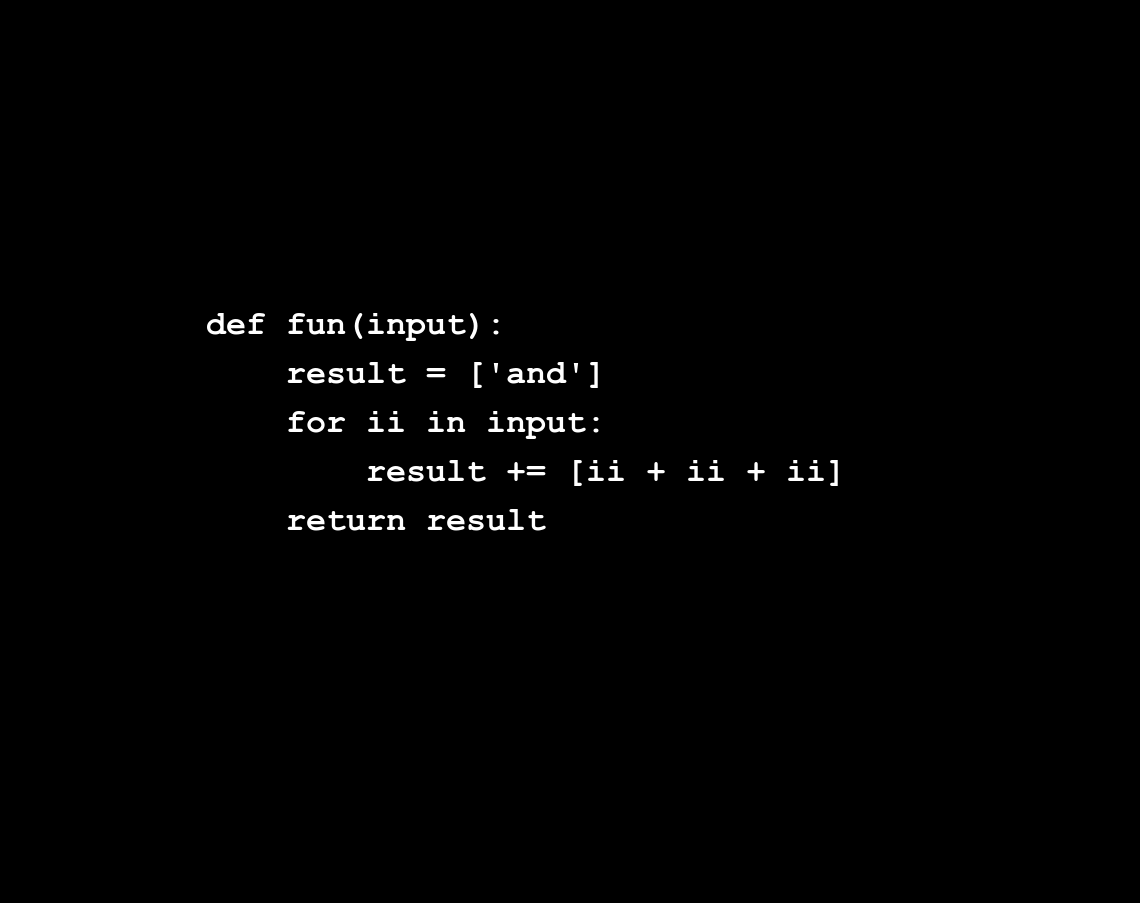 def fun(input):
    result = ['and']
    for ii in input:
        result += [ii + ii + ii]
    return result